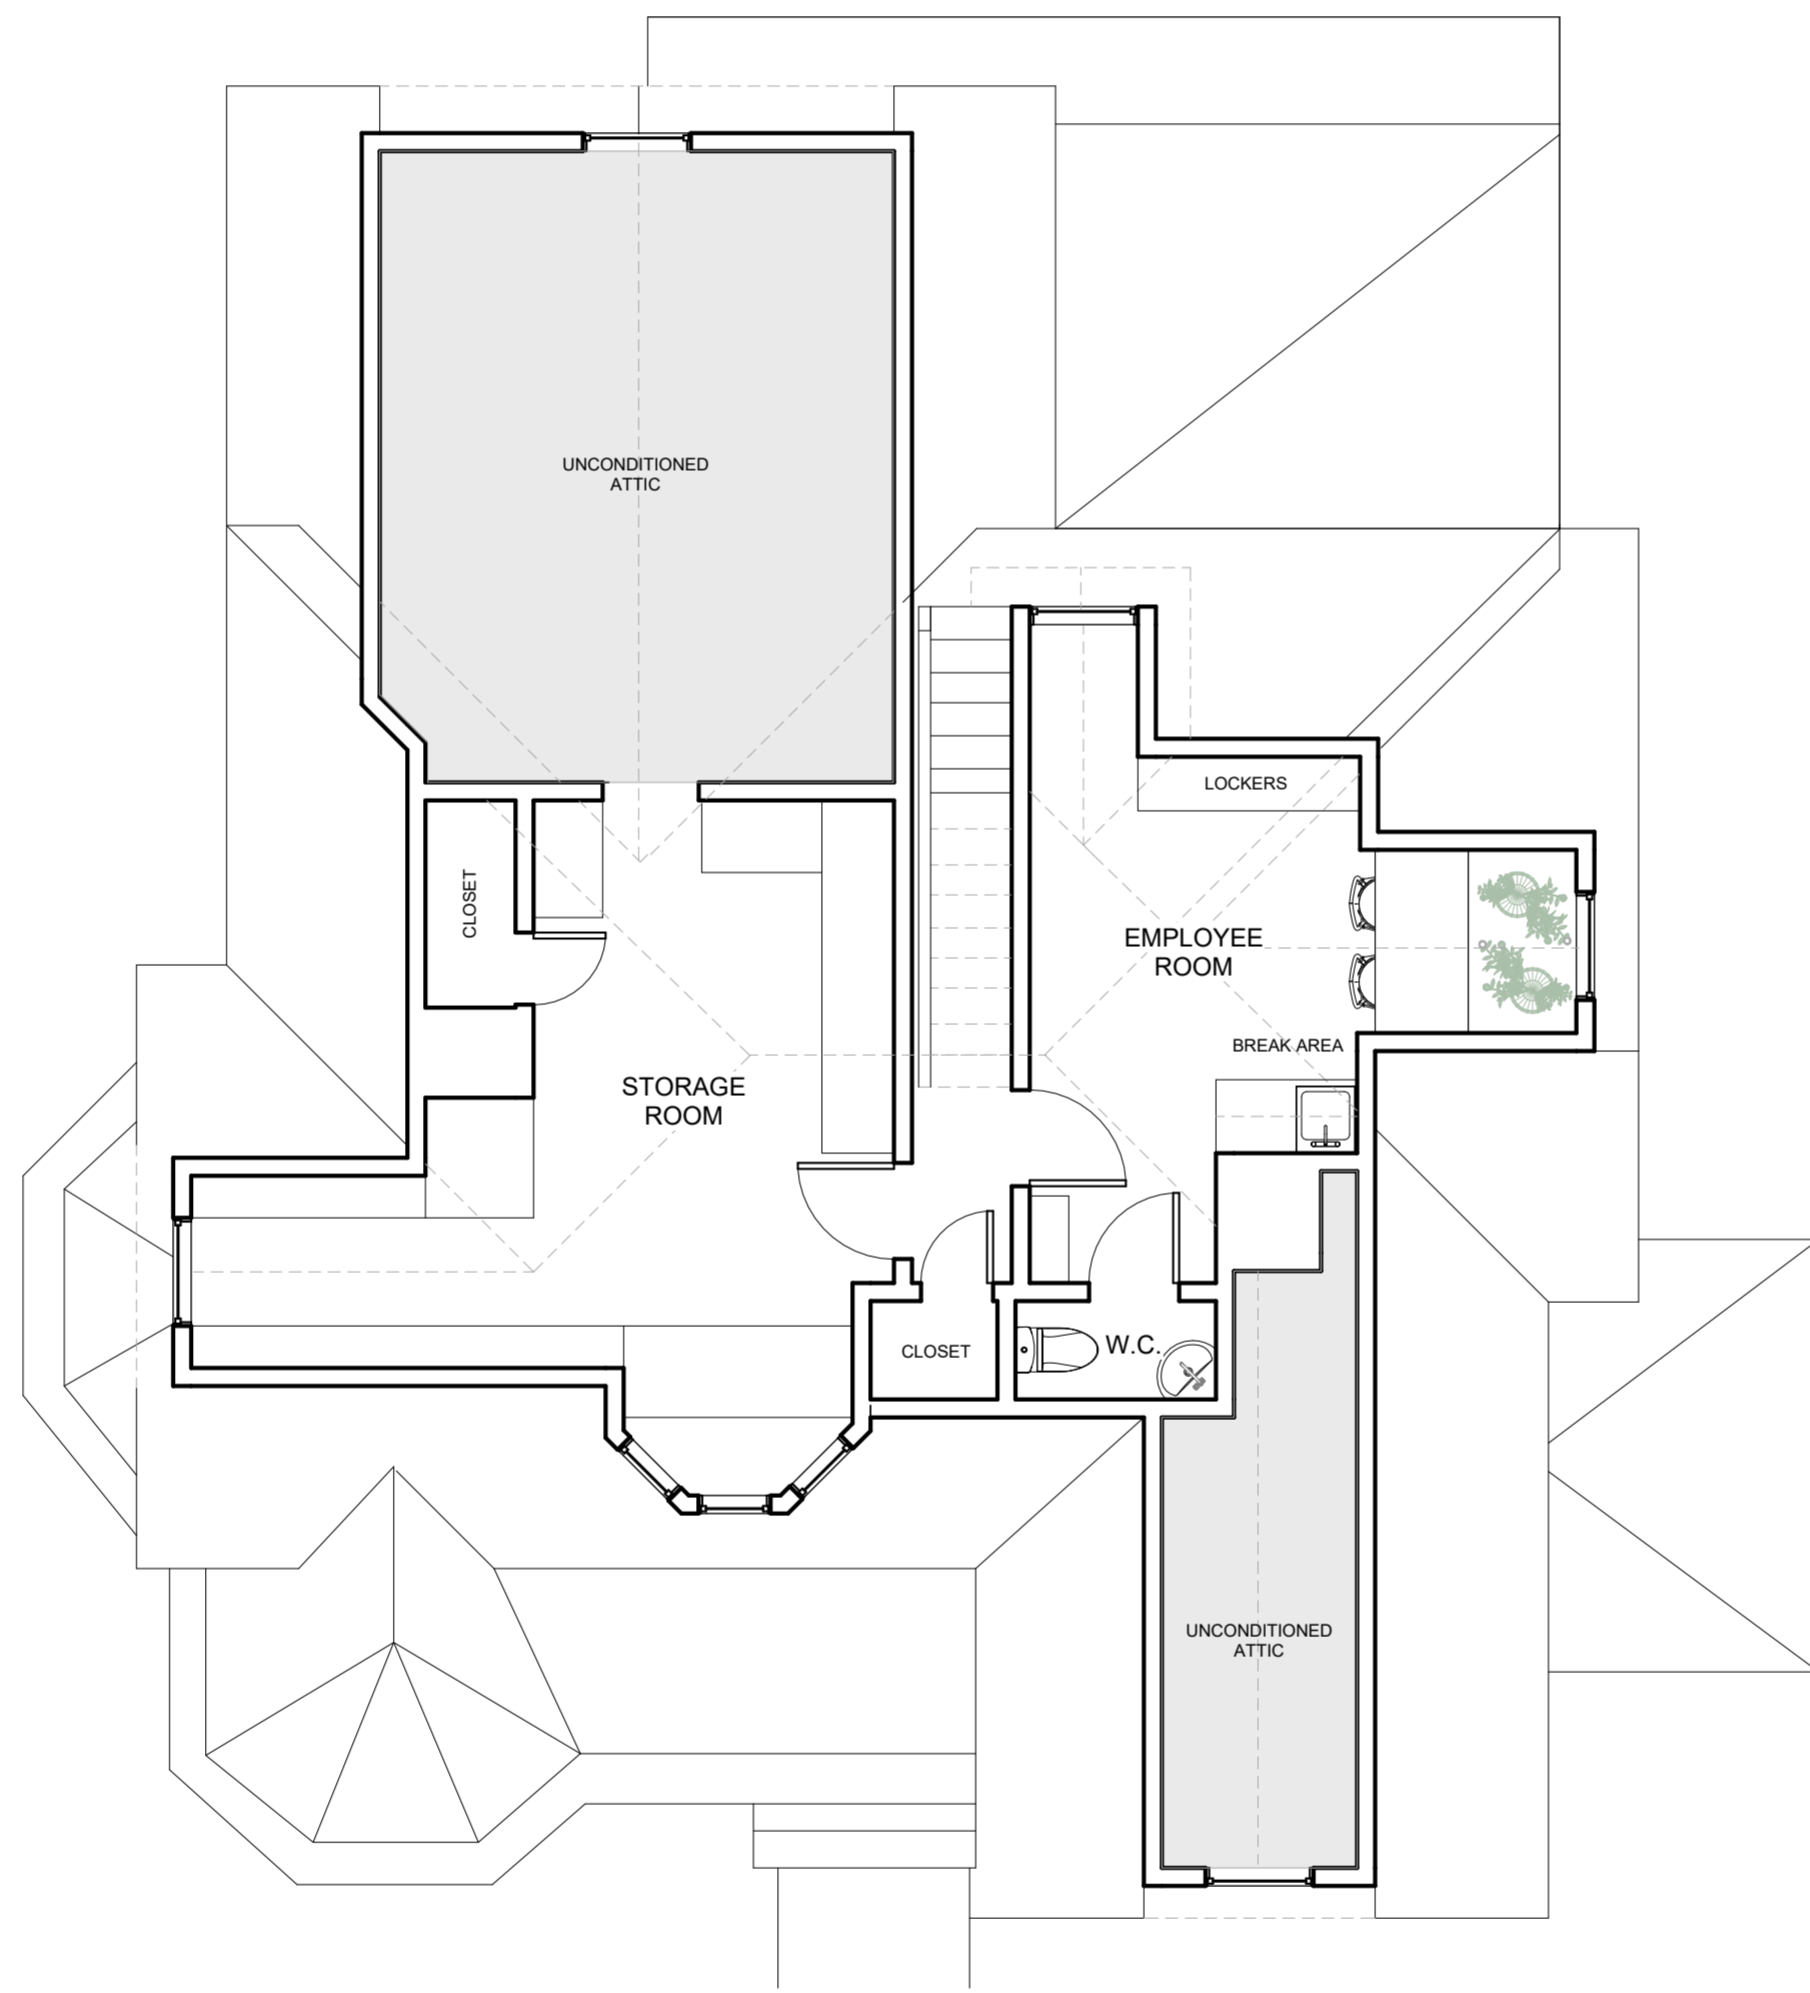 UNCONDITIONED
ATTIC
LOCKERS
CLOSET
EMPLOYEE
ROOM
BREAK AREA
STORAGE
ROOM
CLOSET
W.C.
UNCONDITIONED
ATTIC